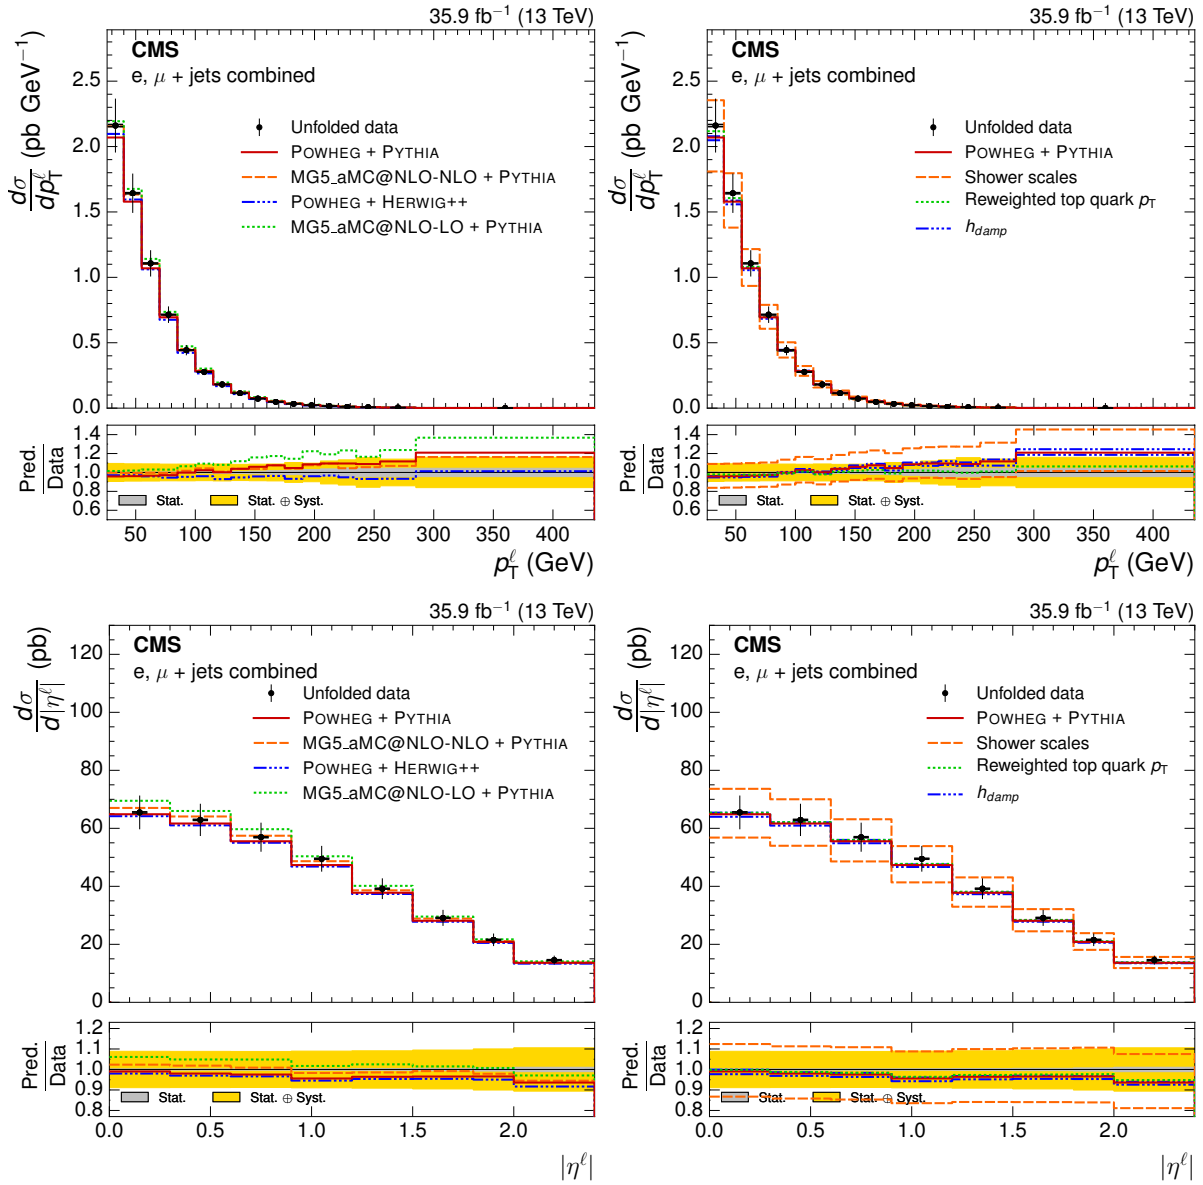 35.9 fb⁻¹ (13 TeV)
CMS
e, μ + jets combined
Unfolded data
POWHEG + PYTHIA
MG5_aMC@NLO-NLO + PYTHIA
POWHEG + HERWIG++
MG5_aMC@NLO-LO + PYTHIA
dσ/dp_T^ℓ (pb GeV⁻¹)
2.5
2.0
1.5
1.0
0.5
0.0
Pred./Data
1.4
1.2
1.0
0.8
0.6
Stat.
Stat. ⊕ Syst.
50 100 150 200 250 300 350 400
p_T^ℓ (GeV)
35.9 fb⁻¹ (13 TeV)
CMS
e, μ + jets combined
Unfolded data
POWHEG + PYTHIA
Shower scales
Reweighted top quark p_T
h_damp
dσ/dp_T^ℓ (pb GeV⁻¹)
2.5
2.0
1.5
1.0
0.5
0.0
Pred./Data
1.4
1.2
1.0
0.8
0.6
Stat.
Stat. ⊕ Syst.
50 100 150 200 250 300 350 400
p_T^ℓ (GeV)
35.9 fb⁻¹ (13 TeV)
CMS
e, μ + jets combined
Unfolded data
POWHEG + PYTHIA
MG5_aMC@NLO-NLO + PYTHIA
POWHEG + HERWIG++
MG5_aMC@NLO-LO + PYTHIA
dσ/d|η^ℓ| (pb)
120
100
80
60
40
20
0
Pred./Data
1.2
1.1
1.0
0.9
0.8
Stat.
Stat. ⊕ Syst.
0.0 0.5 1.0 1.5 2.0
|η^ℓ|
35.9 fb⁻¹ (13 TeV)
CMS
e, μ + jets combined
Unfolded data
POWHEG + PYTHIA
Shower scales
Reweighted top quark p_T
h_damp
dσ/d|η^ℓ| (pb)
120
100
80
60
40
20
0
Pred./Data
1.2
1.1
1.0
0.9
0.8
Stat.
Stat. ⊕ Syst.
0.0 0.5 1.0 1.5 2.0
|η^ℓ|